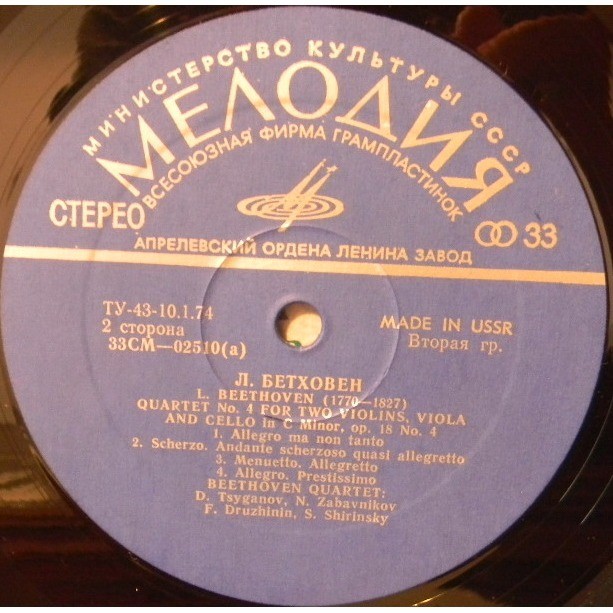 МИНИСТЕРСТВО КУЛЬТУРЫ СССР
МЕЛОДИЯ
ВСЕСОЮЗНАЯ ФИРМА ГРАМПЛАСТИНОК
СТЕРЕО
33
АПРЕЛЕВСКИЙ ОРДЕНА ЛЕНИНА ЗАВОД
ТУ-43-10.1.74
2 сторона
33СМ—02510(а)
MADE IN USSR
Вторая гр.
Л. БЕТХОВЕН
L. BEETHOVEN (1770—1827)
QUARTET No. 4 FOR TWO VIOLINS, VIOLA
AND CELLO in C Minor, op. 18 No. 4
1. Allegro ma non tanto
2. Scherzo. Andante scherzoso quasi allegretto
3. Menuetto. Allegretto
4. Allegro. Prestissimo
BEETHOVEN QUARTET:
D. Tsyganov, N. Zabavnikov
F. Druzhinin, S. Shirinsky